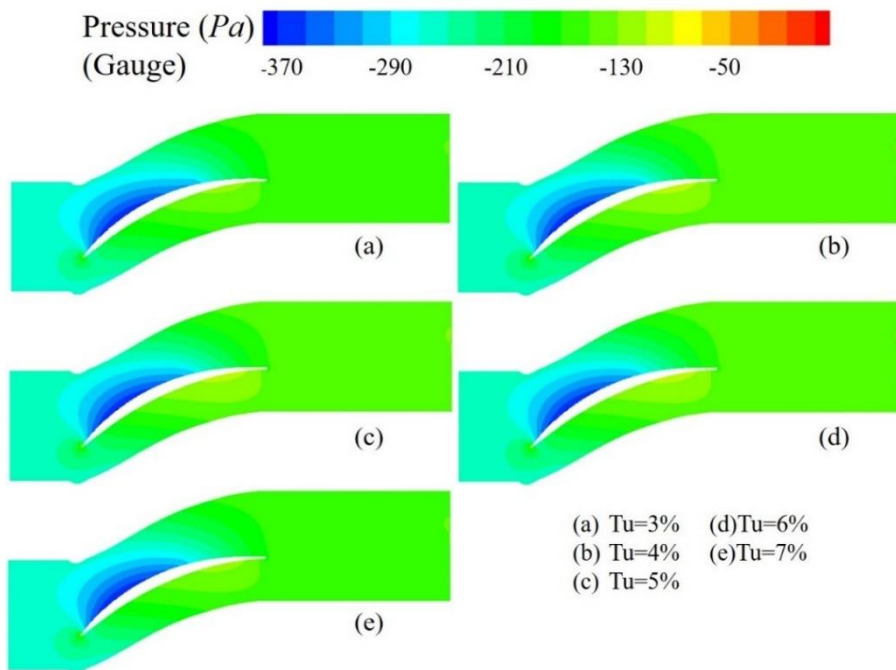 Pressure (Pa)
(Gauge)
-370 -290 -210 -130 -50
(a)
(b)
(c)
(d)
(e)
(a) Tu=3% (d)Tu=6%
(b) Tu=4% (e)Tu=7%
(c) Tu=5%